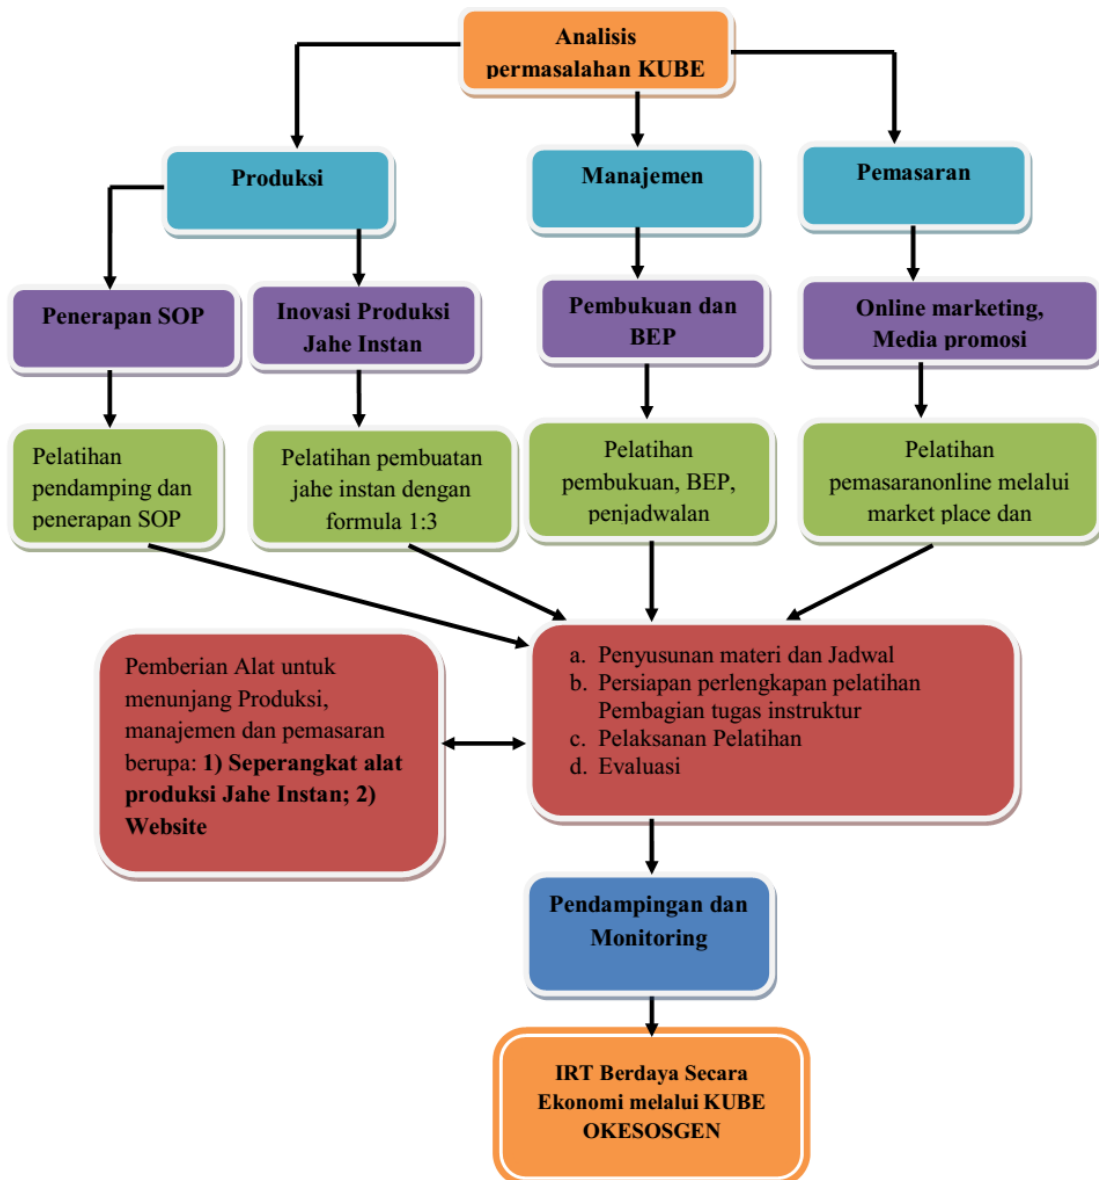 Analisis
permasalahan KUBE
Produksi
Manajemen
Pemasaran
Penerapan SOP
Inovasi Produksi
Jahe Instan
Pembukuan dan
BEP
Online marketing,
Media promosi
Pelatihan
pendamping dan
penerapan SOP
Pelatihan pembuatan
jahe instan dengan
formula 1:3
Pelatihan
pembukuan, BEP,
penjadwalan
Pelatihan
pemasaranonline melalui
market place dan
Pemberian Alat untuk
menunjang Produksi,
manajemen dan pemasaran
berupa: 1) Seperangkat alat
produksi Jahe Instan; 2)
Website
a. Penyusunan materi dan Jadwal
b. Persiapan perlengkapan pelatihan
Pembagian tugas instruktur
c. Pelaksanan Pelatihan
d. Evaluasi
Pendampingan dan
Monitoring
IRT Berdaya Secara
Ekonomi melalui KUBE
OKESOSGEN